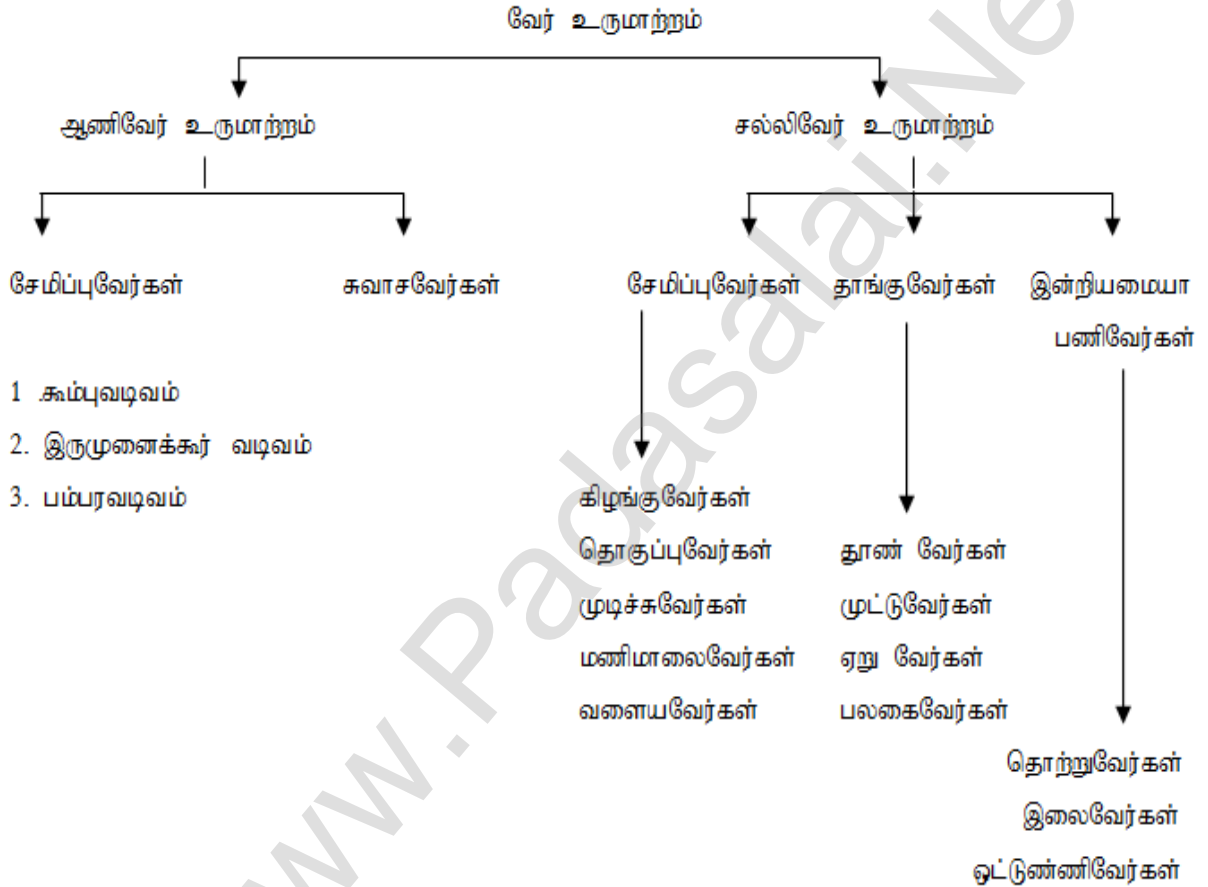 வேர் உருமாற்றம்
ஆணிவேர் உருமாற்றம்
சல்லிவேர் உருமாற்றம்
சேமிப்புவேர்கள்
சுவாசவேர்கள்
சேமிப்புவேர்கள்
தாங்குவேர்கள்
இன்றியமையா
பணிவேர்கள்
1 .கூம்புவடிவம்
2. இருமுனைக்கூர் வடிவம்
3. பம்பரவடிவம்
கிழங்குவேர்கள்
தொகுப்புவேர்கள்
முடிச்சுவேர்கள்
மணிமாலைவேர்கள்
வளையவேர்கள்
தூண் வேர்கள்
முட்டுவேர்கள்
ஏறு வேர்கள்
பலகைவேர்கள்
தொற்றுவேர்கள்
இலைவேர்கள்
ஒட்டுண்ணிவேர்கள்
ww.Padasalai.Ne